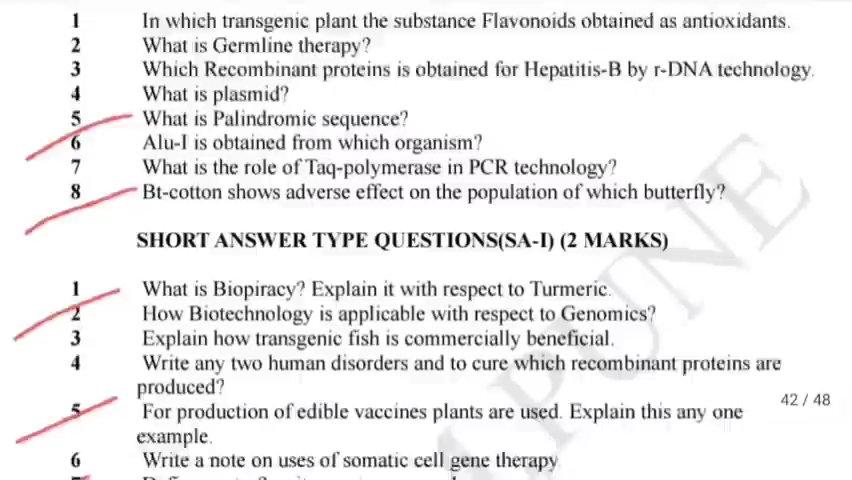 1 In which transgenic plant the substance Flavonoids obtained as antioxidants.
2 What is Germline therapy?
3 Which Recombinant proteins is obtained for Hepatitis-B by r-DNA technology.
4 What is plasmid?
5 What is Palindromic sequence?
6 Alu-I is obtained from which organism?
7 What is the role of Taq-polymerase in PCR technology?
8 Bt-cotton shows adverse effect on the population of which butterfly?
SHORT ANSWER TYPE QUESTIONS(SA-I) (2 MARKS)
1 What is Biopiracy? Explain it with respect to Turmeric.
2 How Biotechnology is applicable with respect to Genomics?
3 Explain how transgenic fish is commercially beneficial.
4 Write any two human disorders and to cure which recombinant proteins are
produced?
5 For production of edible vaccines plants are used. Explain this any one
example.
42 / 48
6 Write a note on uses of somatic cell gene therapy
PUNE